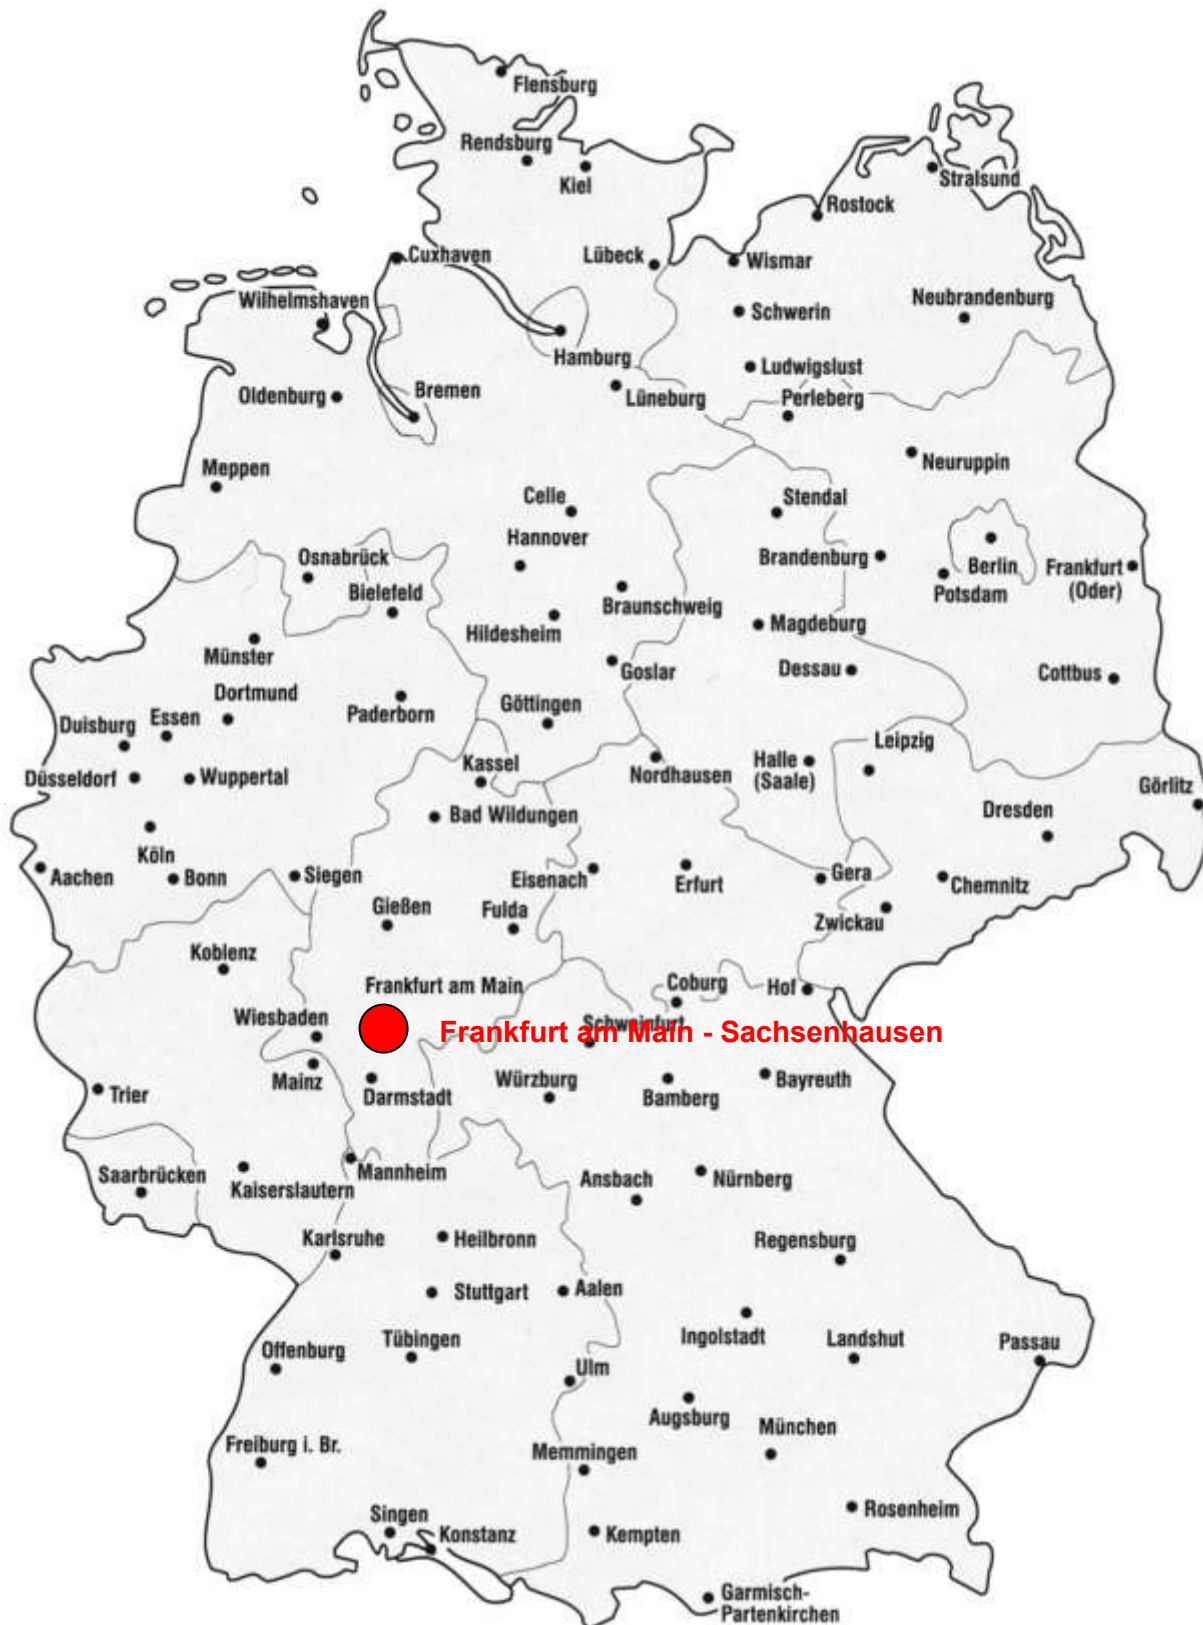 Flensburg
Rendsburg
Kiel
Stralsund
Rostock
Cuxhaven
Lübeck
Wismar
Wilhelmshaven
Schwerin
Neubrandenburg
Hamburg
Ludwigslust
Oldenburg
Bremen
Lüneburg
Perleberg
Meppen
Neuruppin
Celle
Stendal
Hannover
Osnabrück
Brandenburg
Berlin
Frankfurt
(Oder)
Bielefeld
Potsdam
Braunschweig
Hildesheim
Magdeburg
Münster
Goslar
Dessau
Cottbus
Dortmund
Paderborn
Göttingen
Duisburg
Essen
Leipzig
Kassel
Nordhausen
Halle
(Saale)
Düsseldorf
Wuppertal
Görlitz
Bad Wildungen
Dresden
Köln
Aachen
Bonn
Siegen
Eisenach
Erfurt
Gera
Chemnitz
Gießen
Fulda
Zwickau
Koblenz
Frankfurt am Main
Coburg
Hof
Wiesbaden
Schweinfurt
Frankfurt am Main - Sachsenhausen
Mainz
Darmstadt
Würzburg
Bamberg
Bayreuth
Trier
Saarbrücken
Kaiserslautern
Mannheim
Ansbach
Nürnberg
Karlsruhe
Heilbronn
Regensburg
Stuttgart
Aalen
Offenburg
Tübingen
Ingolstadt
Landshut
Passau
Ulm
Augsburg
München
Freiburg i. Br.
Memmingen
Singen
Konstanz
Kempten
Rosenheim
Garmisch-
Partenkirchen